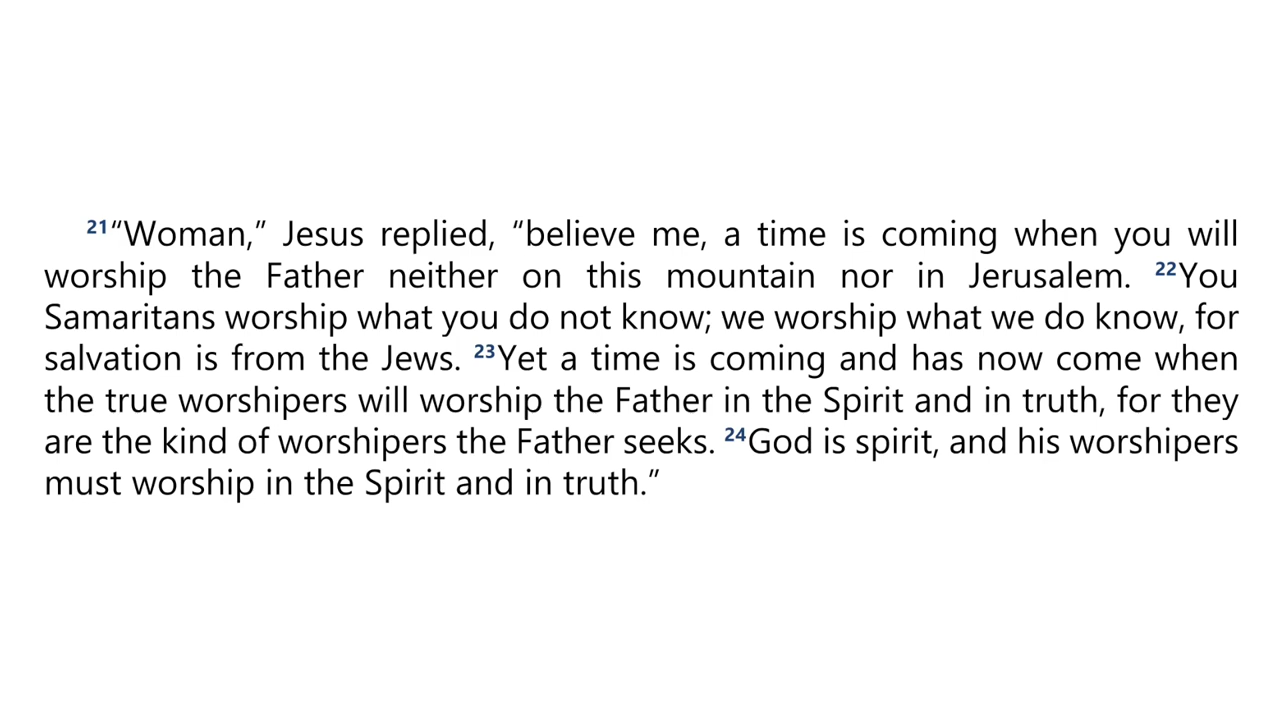 21“Woman,” Jesus replied, “believe me, a time is coming when you will
worship the Father neither on this mountain nor in Jerusalem. 22You
Samaritans worship what you do not know; we worship what we do know, for
salvation is from the Jews. 23Yet a time is coming and has now come when
the true worshipers will worship the Father in the Spirit and in truth, for they
are the kind of worshipers the Father seeks. 24God is spirit, and his worshipers
must worship in the Spirit and in truth.”